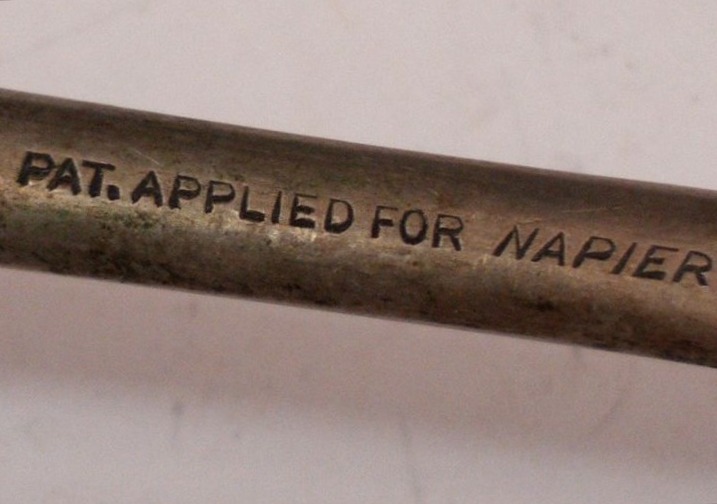 PAT. APPLIED FOR NAPIER